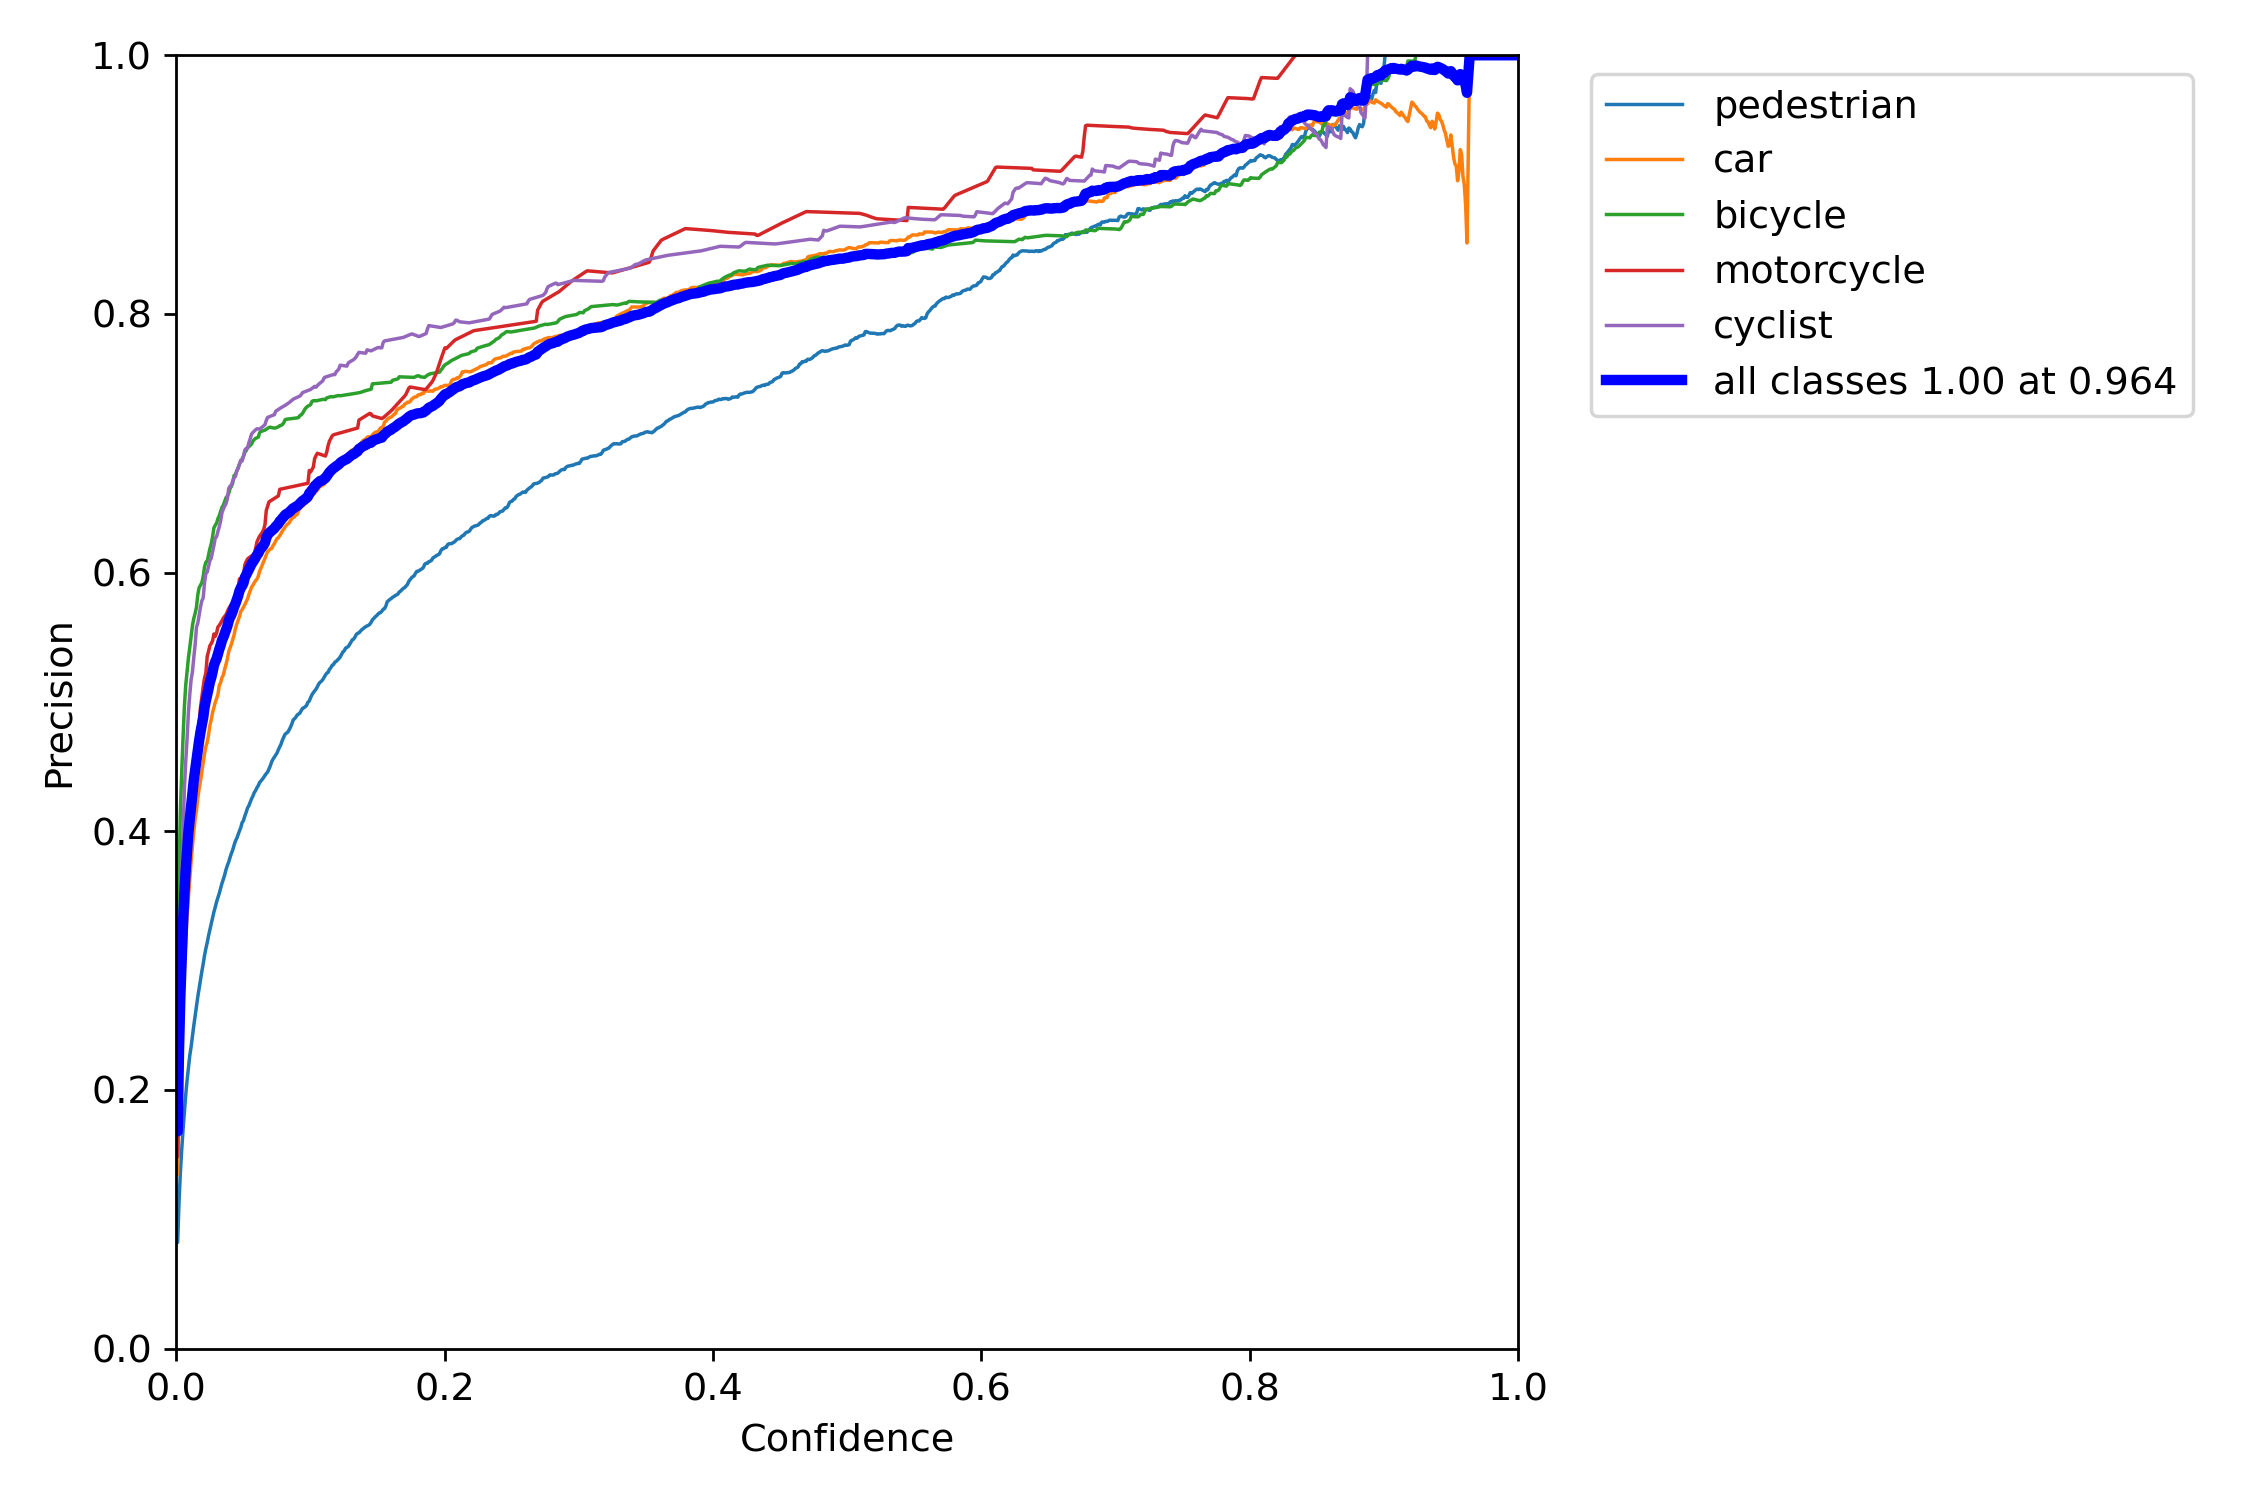 1.0
0.8
0.6
0.4
0.2
0.0
Precision
0.0 0.2 0.4 0.6 0.8 1.0
Confidence
pedestrian
car
bicycle
motorcycle
cyclist
all classes 1.00 at 0.964